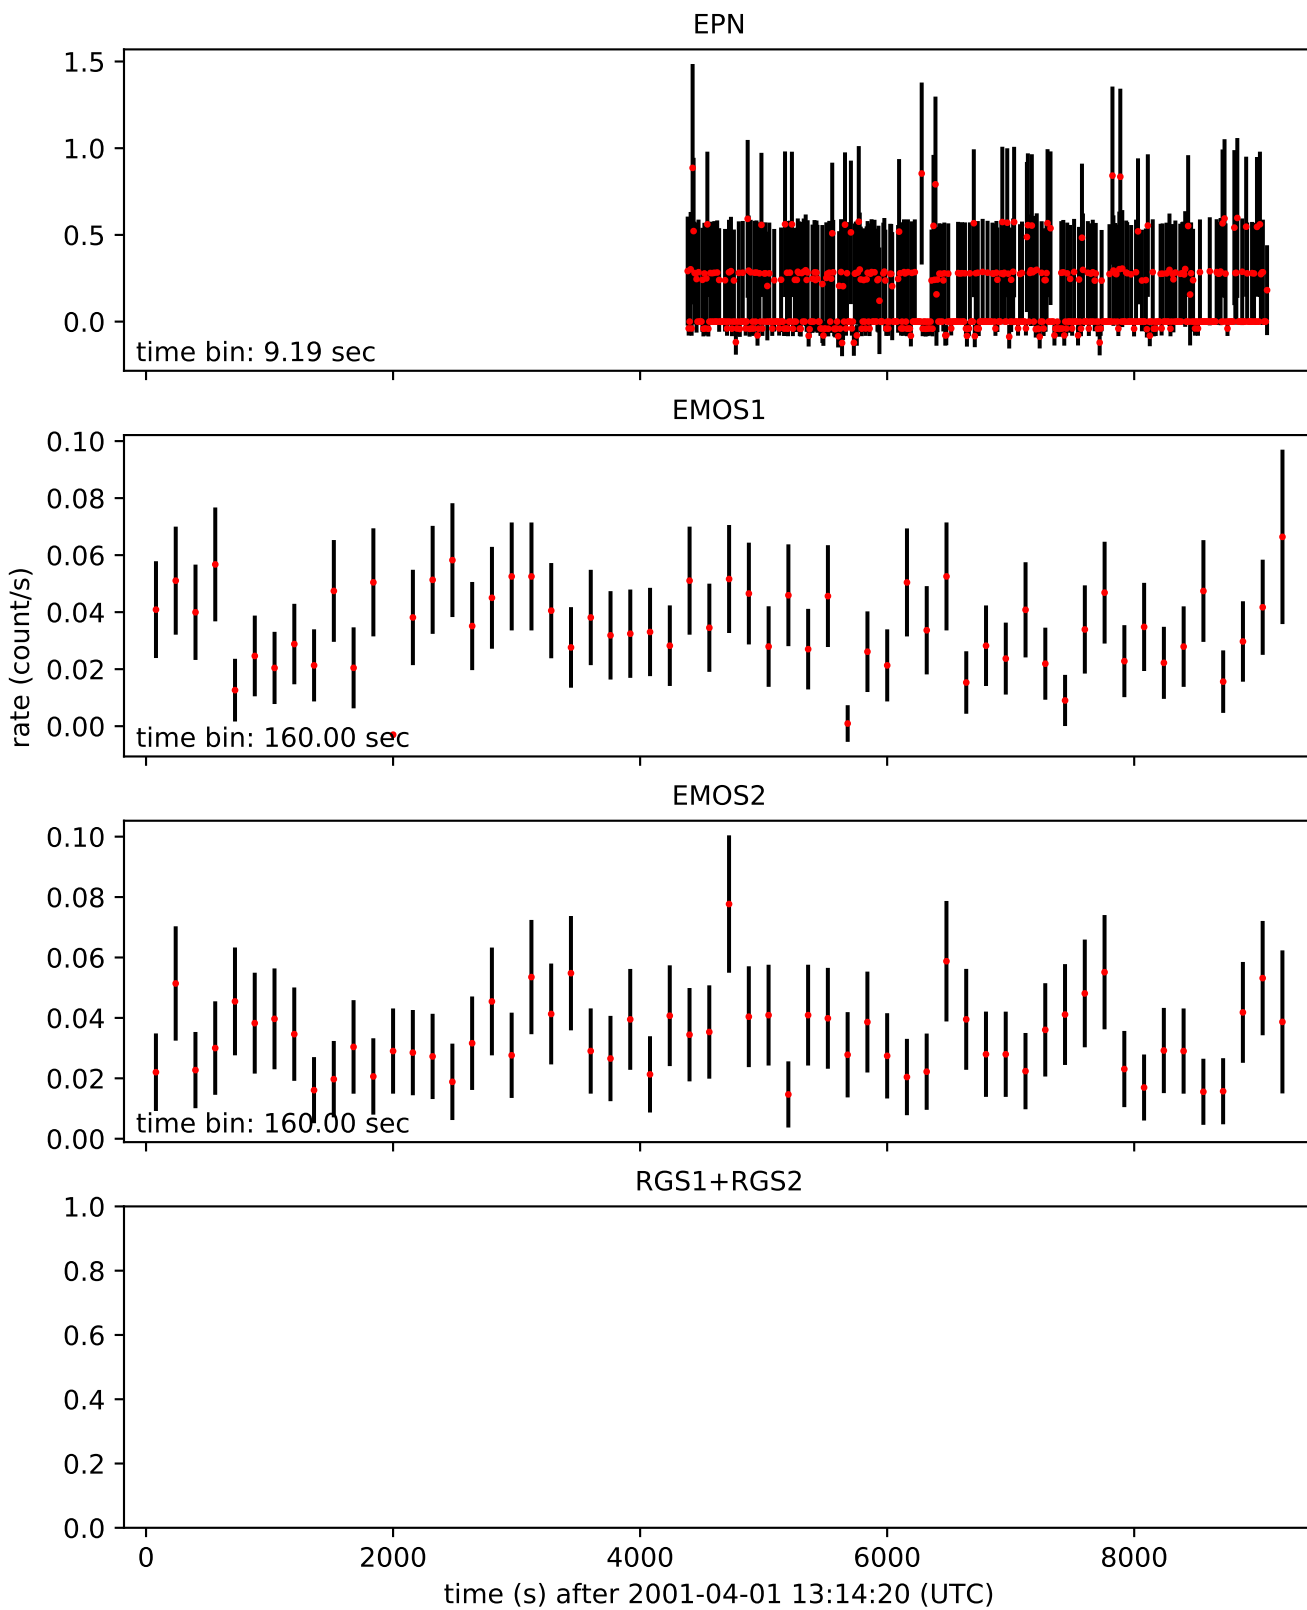 EPN
1.5
1.0
0.5
0.0
time bin: 9.19 sec
EMOS1
0.10
0.08
0.06
0.04
0.02
0.00
time bin: 160.00 sec
rate (count/s)
EMOS2
0.10
0.08
0.06
0.04
0.02
0.00
time bin: 160.00 sec
RGS1+RGS2
1.0
0.8
0.6
0.4
0.2
0.0
0 2000 4000 6000 8000
time (s) after 2001-04-01 13:14:20 (UTC)